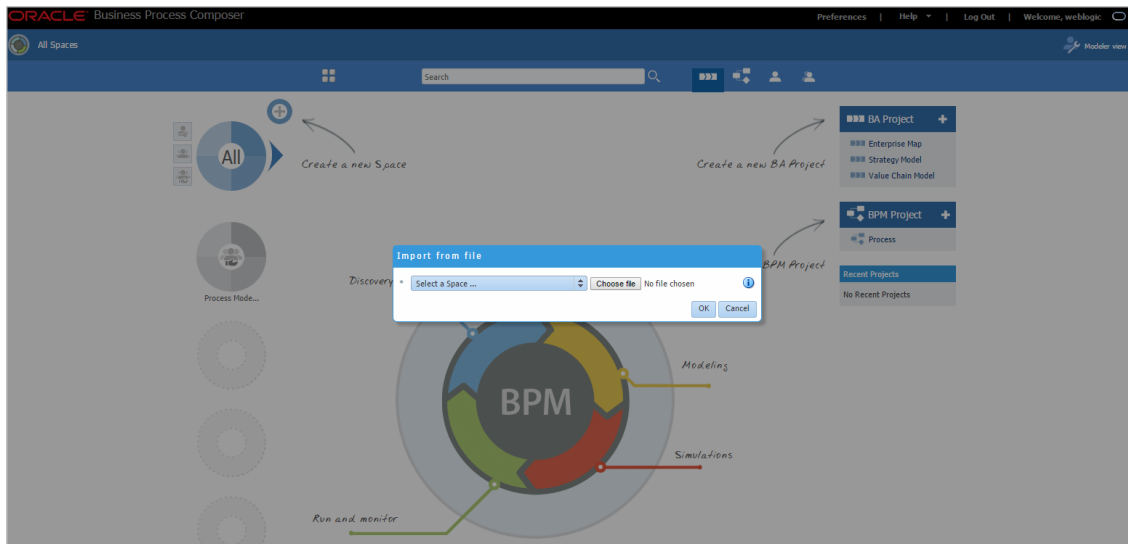 ORACLE Business Process Composer
Preferences | Help | Log Out | Welcome, weblogic
All Spaces
Modeler view
Search
All
Create a new Space
Create a new BA Project
BA Project
Enterprise Map
Strategy Model
Value Chain Model
BPM Project
Process
BPM Project
Process Mode...
Recent Projects
No Recent Projects
Import from file
Discovery
* Select a Space ... Choose file No file chosen
OK Cancel
Modeling
BPM
Simulations
Run and monitor